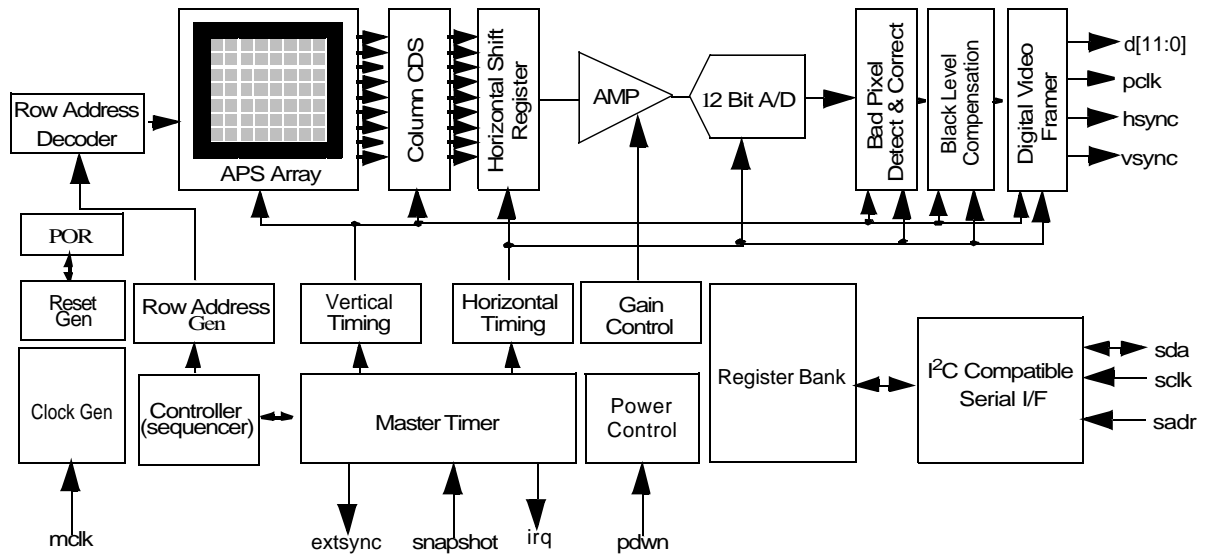 Row Address
Decoder
APS Array
Column CDS
Horizontal Shift
Register
AMP
12 Bit A/D
Bad Pixel
Detect & Correct
Black Level
Compensation
Digital Video
Framer
d[11:0]
pclk
hsync
vsync
POR
Reset
Gen
Row Address
Gen
Vertical
Timing
Horizontal
Timing
Gain
Control
Clock Gen
Controller
(sequencer)
Master Timer
Power
Control
Register Bank
I²C Compatible
Serial I/F
sda
sclk
sadr
mclk
extsync
snapshot
irq
pdwn